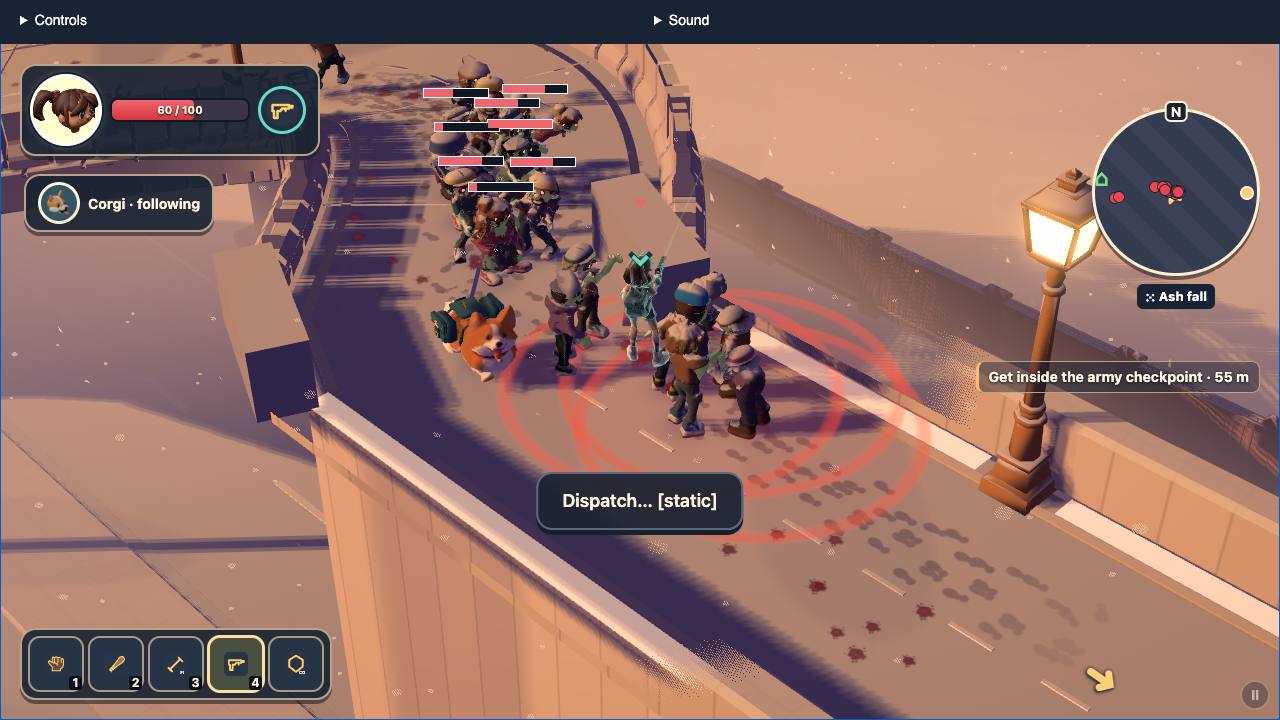 Controls
Sound
60 / 100
Corgi · following
N
Ash fall
Get inside the army checkpoint · 55 m
Dispatch... [static]
1
2
3
4